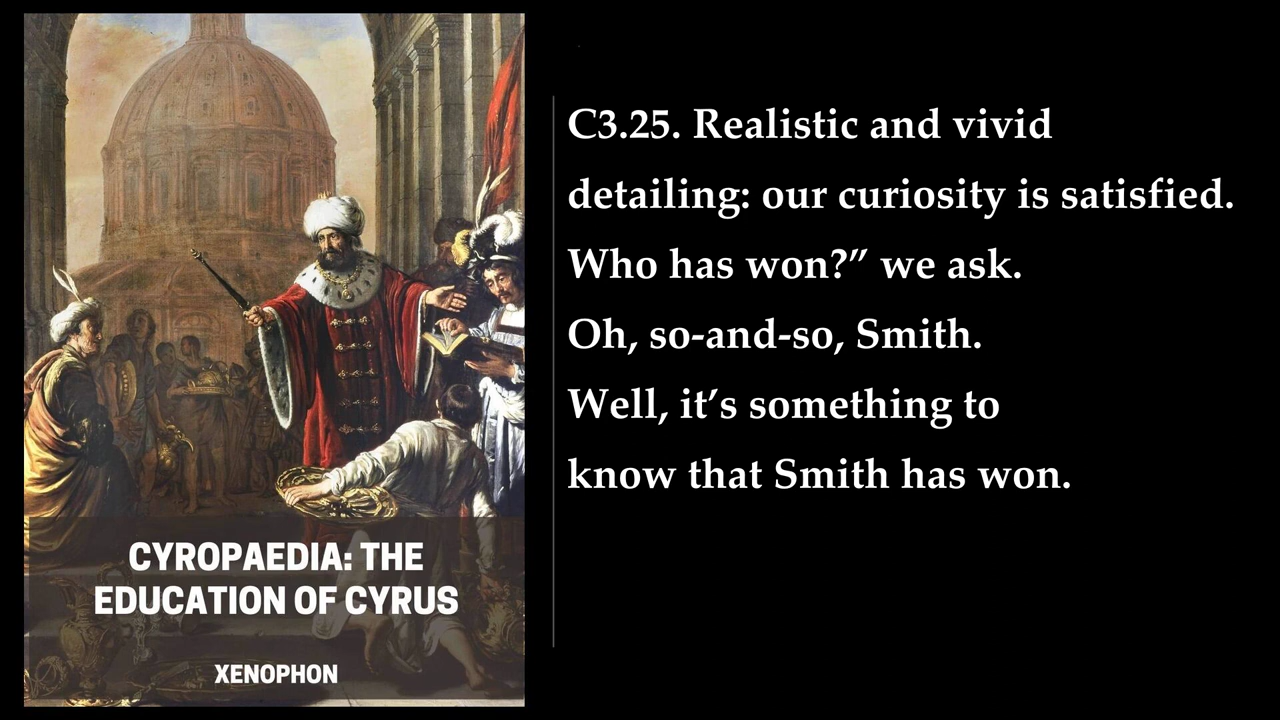 CYROPAEDIA: THE
EDUCATION OF CYRUS
XENOPHON
C3.25. Realistic and vivid
detailing: our curiosity is satisfied.
Who has won?” we ask.
Oh, so-and-so, Smith.
Well, it’s something to
know that Smith has won.